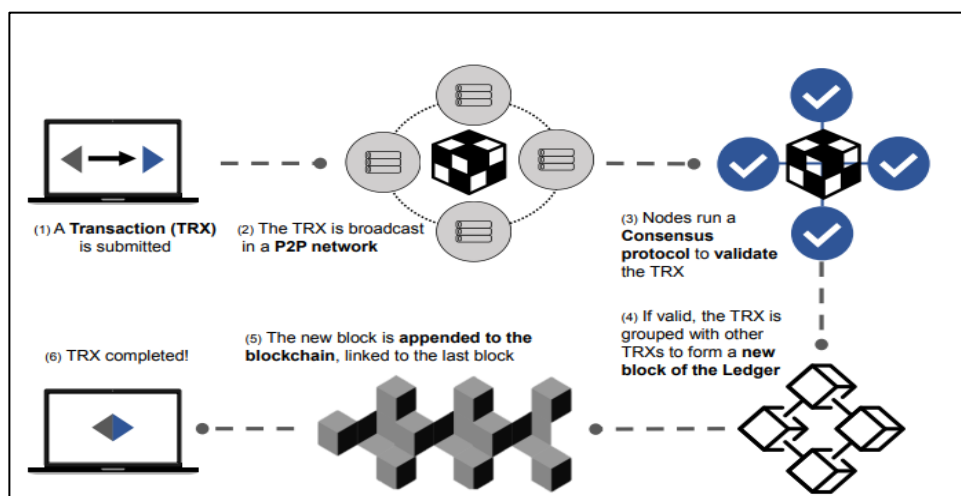 (1) A Transaction (TRX)
is submitted
(2) The TRX is broadcast
in a P2P network
(3) Nodes run a
Consensus
protocol to validate
the TRX
(4) If valid, the TRX is
grouped with other
TRXs to form a new
block of the Ledger
(5) The new block is appended to the
blockchain, linked to the last block
(6) TRX completed!